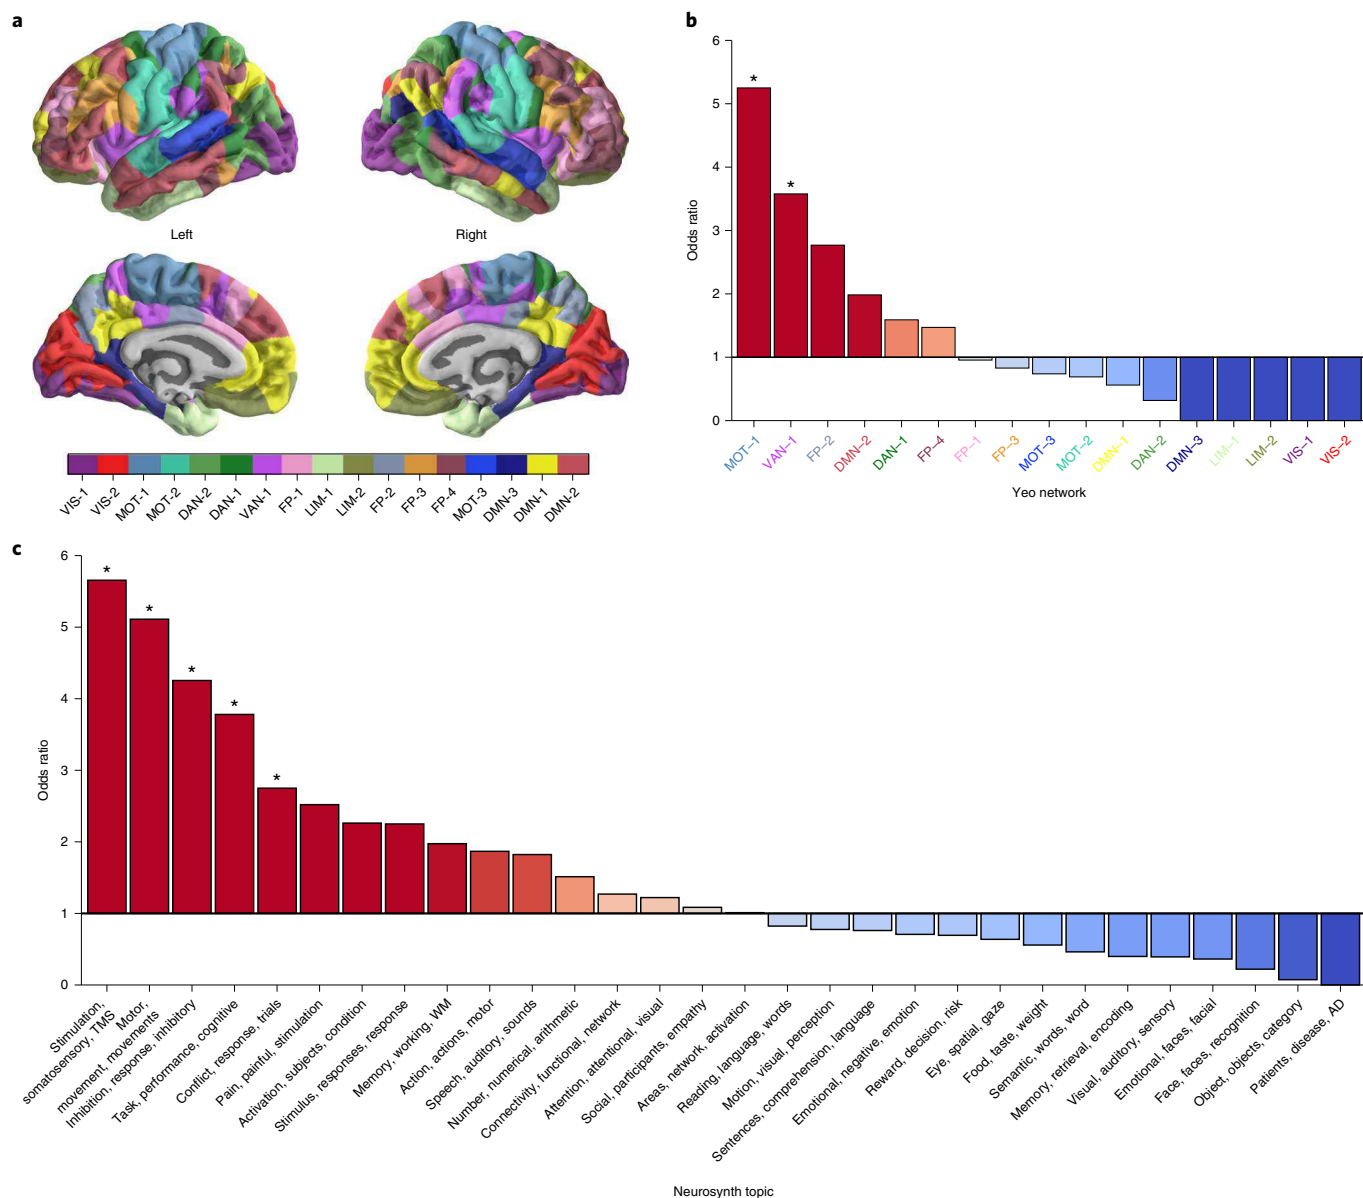 a
Left
Right
VIS-1
VIS-2
MOT-1
MOT-2
DAN-2
DAN-1
VAN-1
FP-1
LIM-1
LIM-2
FP-2
FP-3
FP-4
MOT-3
DMN-3
DMN-1
DMN-2
b
6
5
4
3
2
1
0
Odds ratio
*
*
MOT–1
VAN–1
FP–2
DMN–2
DAN–1
FP–4
FP–1
FP–3
MOT–3
MOT–2
DMN–1
DAN–2
DMN–3
LIM–1
LIM–2
VIS–1
VIS–2
Yeo network
c
6
5
4
3
2
1
0
Odds ratio
*
*
*
*
*
Stimulation,
somatosensory, TMS
Motor,
movement, movements
Inhibition, response, inhibitory
Task, performance, cognitive
Conflict, response, trials
Pain, painful, stimulation
Activation, subjects, condition
Stimulus, responses, response
Memory, working, WM
Action, actions, motor
Speech, auditory, sounds
Number, numerical, arithmetic
Connectivity, functional, network
Attention, attentional, visual
Social, participants, empathy
Areas, network, activation
Reading, language, words
Motion, visual, perception
Sentences, comprehension, language
Emotional, negative, emotion
Reward, decision, risk
Eye, spatial, gaze
Food, taste, weight
Semantic, words, word
Memory, retrieval, encoding
Visual, auditory, sensory
Emotional, faces, facial
Face, faces, recognition
Object, objects, category
Patients, disease, AD
Neurosynth topic